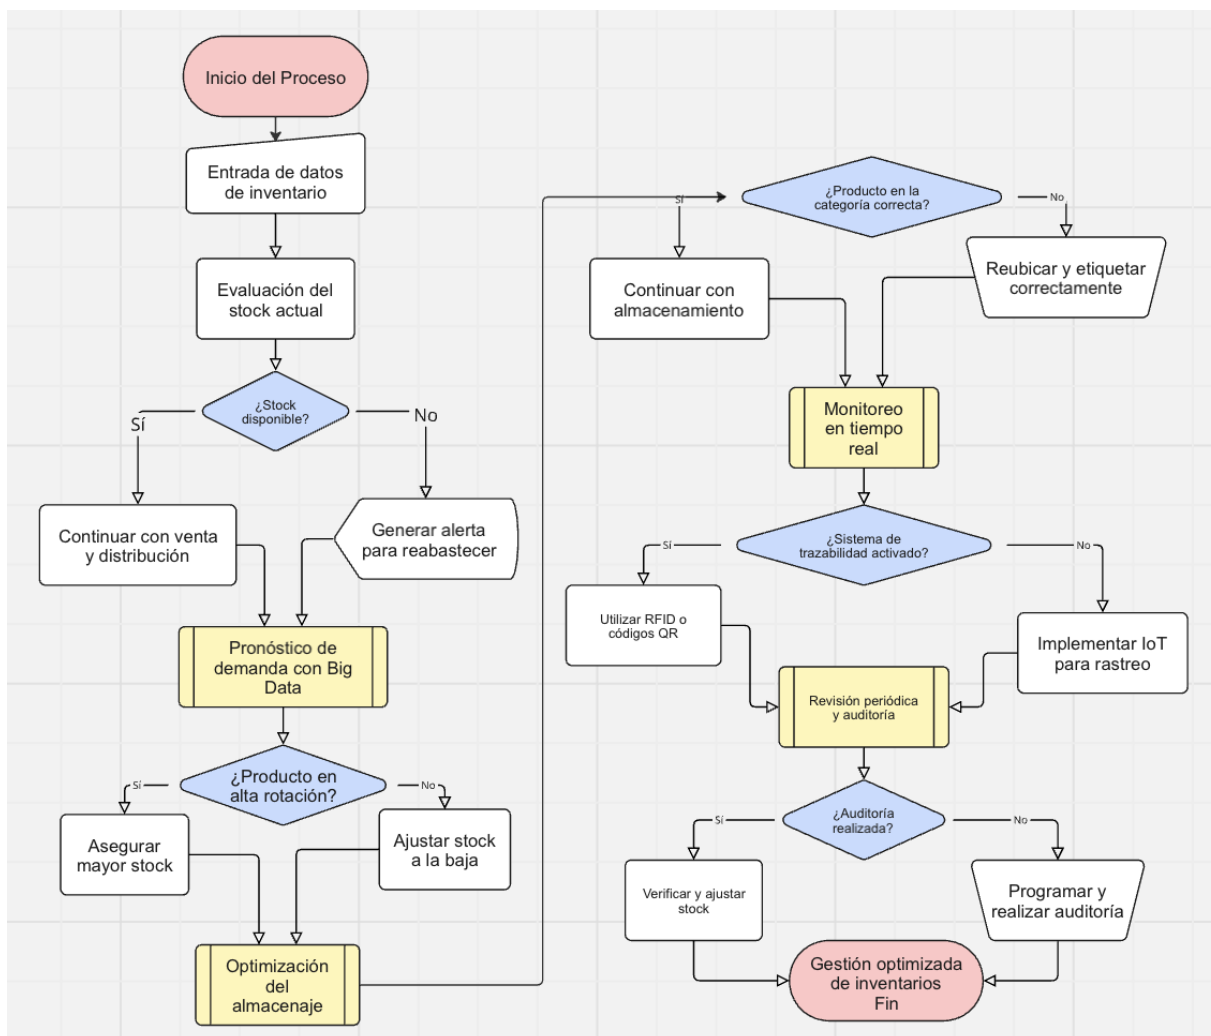 Inicio del Proceso
Entrada de datos
de inventario
Evaluación del
stock actual
¿Stock
disponible?
Sí
No
Continuar con venta
y distribución
Generar alerta
para reabastecer
Pronóstico de
demanda con Big
Data
¿Producto en
alta rotación?
Sí
No
Asegurar
mayor stock
Ajustar stock
a la baja
Optimización
del
almacenaje
¿Producto en la
categoría correcta?
Sí
No
Continuar con
almacenamiento
Reubicar y etiquetar
correctamente
Monitoreo
en tiempo
real
¿Sistema de
trazabilidad activado?
Sí
No
Utilizar RFID o
códigos QR
Implementar IoT
para rastreo
Revisión periódica
y auditoría
¿Auditoría
realizada?
Sí
No
Verificar y ajustar
stock
Programar y
realizar auditoría
Gestión optimizada
de inventarios
Fin